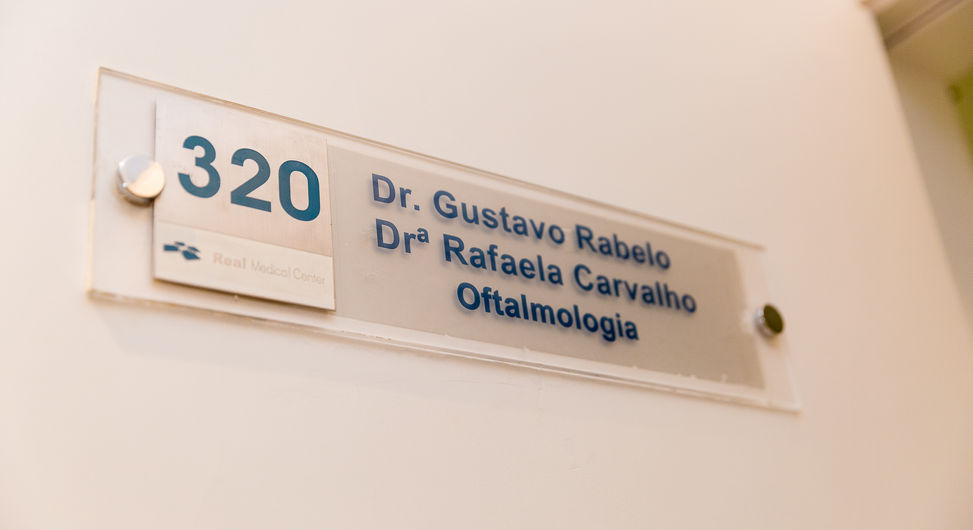 320
Real Medical Center
Dr. Gustavo Rabelo
Drª Rafaela Carvalho
Oftalmologia